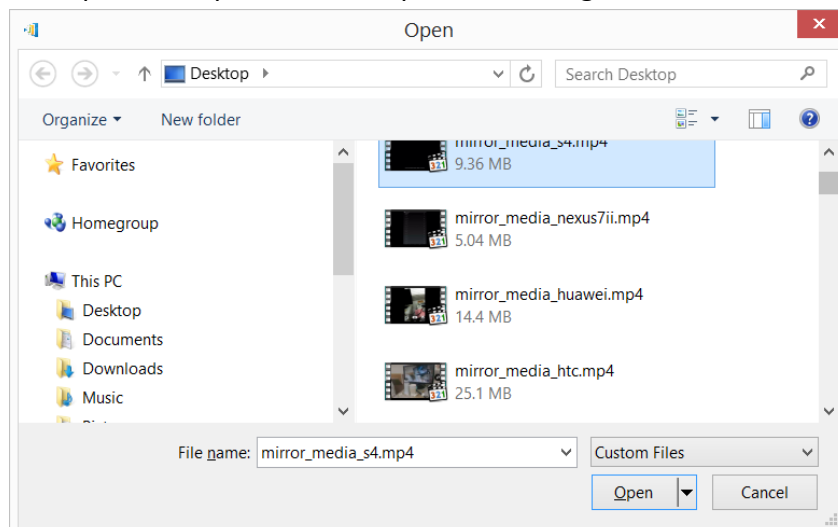 Open
Desktop
Search Desktop
Organize
New folder
Favorites
Homegroup
This PC
Desktop
Documents
Downloads
Music
mirror_media_s4.mp4
9.36 MB
mirror_media_nexus7ii.mp4
5.04 MB
mirror_media_huawei.mp4
14.4 MB
mirror_media_htc.mp4
25.1 MB
File name:
mirror_media_s4.mp4
Custom Files
Open
Cancel